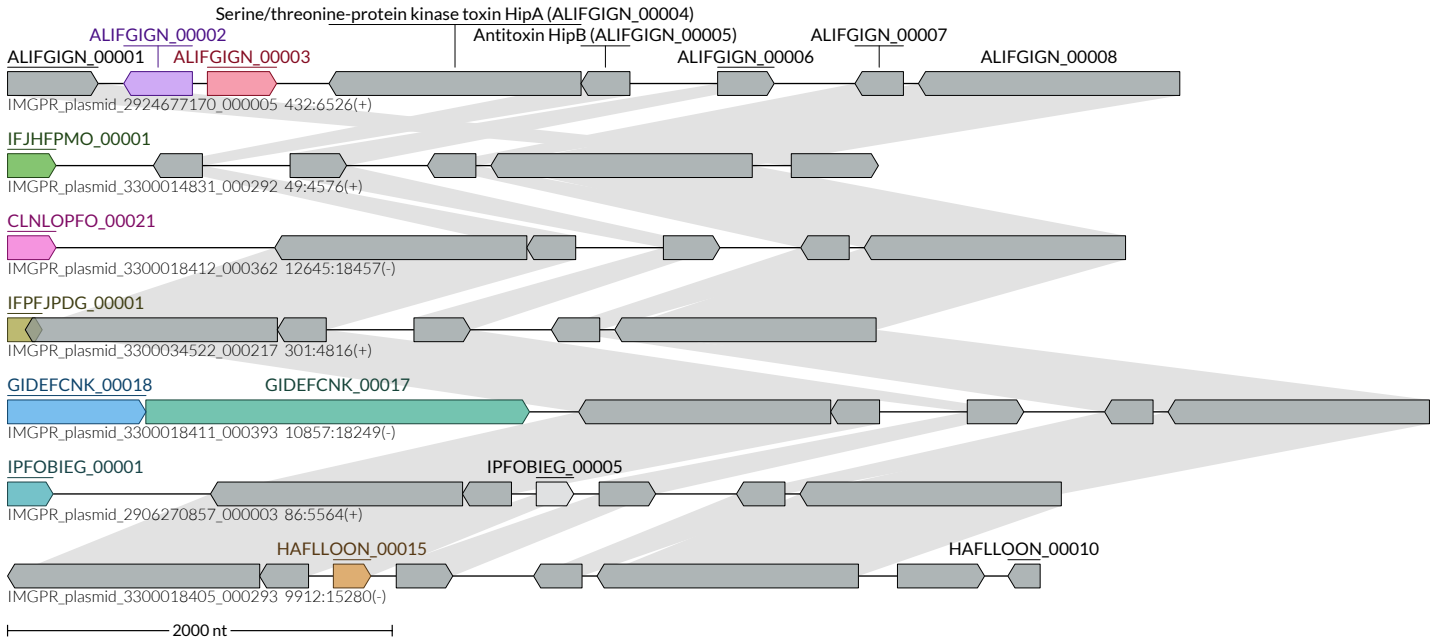 Serine/threonine-protein kinase toxin HipA (ALIFGIGN_00004)
ALIFGIGN_00002 Antitoxin HipB (ALIFGIGN_00005) ALIFGIGN_00007
ALIFGIGN_00001 ALIFGIGN_00003 ALIFGIGN_00006 ALIFGIGN_00008
IMGPR_plasmid_2924677170_000005 432:6526(+)
IFJHFPMO_00001
IMGPR_plasmid_3300014831_000292 49:4576(+)
CLNLOPFO_00021
IMGPR_plasmid_3300018412_000362 12645:18457(-)
IFPFJPDG_00001
IMGPR_plasmid_3300034522_000217 301:4816(+)
GIDEFCNK_00018 GIDEFCNK_00017
IMGPR_plasmid_3300018411_000393 10857:18249(-)
IPFOBIEG_00001 IPFOBIEG_00005
IMGPR_plasmid_2906270857_000003 86:5564(+)
HAFLLOON_00015 HAFLLOON_00010
IMGPR_plasmid_3300018405_000293 9912:15280(-)
2000 nt